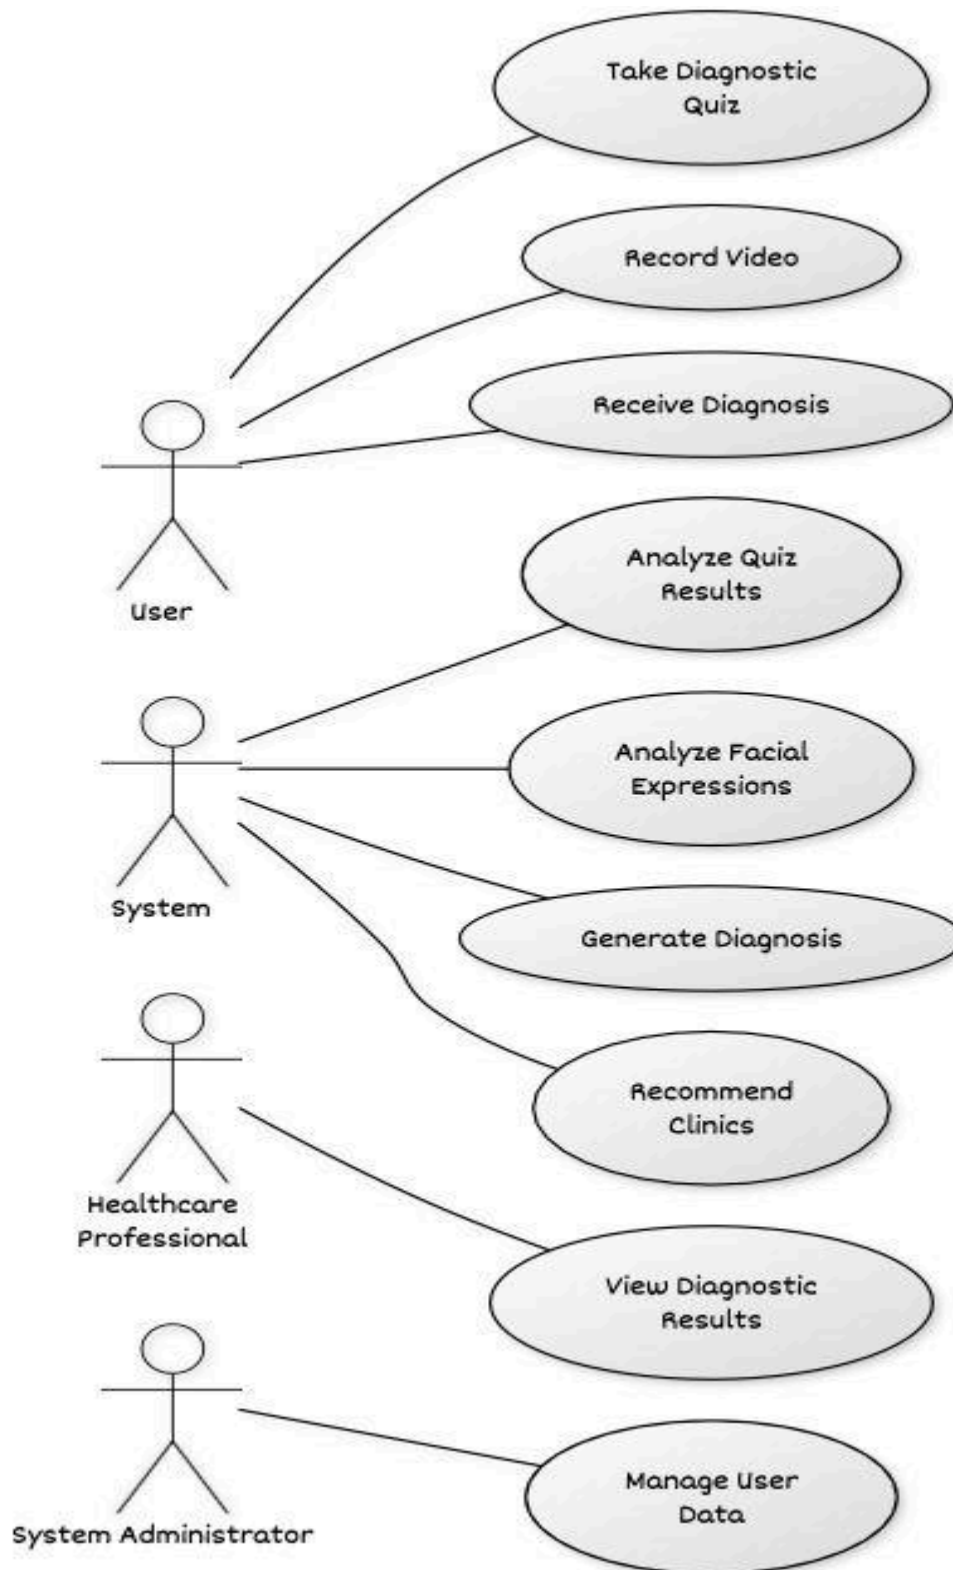 Take Diagnostic
Quiz
Record Video
Receive Diagnosis
User
Analyze Quiz
Results
Analyze Facial
Expressions
System
Generate Diagnosis
Recommend
Clinics
Healthcare
Professional
View Diagnostic
Results
System Administrator
Manage User
Data